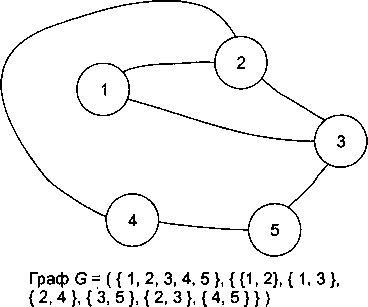 2
1
3
4
5
Граф G = ( { 1, 2, 3, 4, 5 }, { {1, 2}, { 1, 3 },
{ 2, 4 }, { 3, 5 }, { 2, 3 }, { 4, 5 } } )